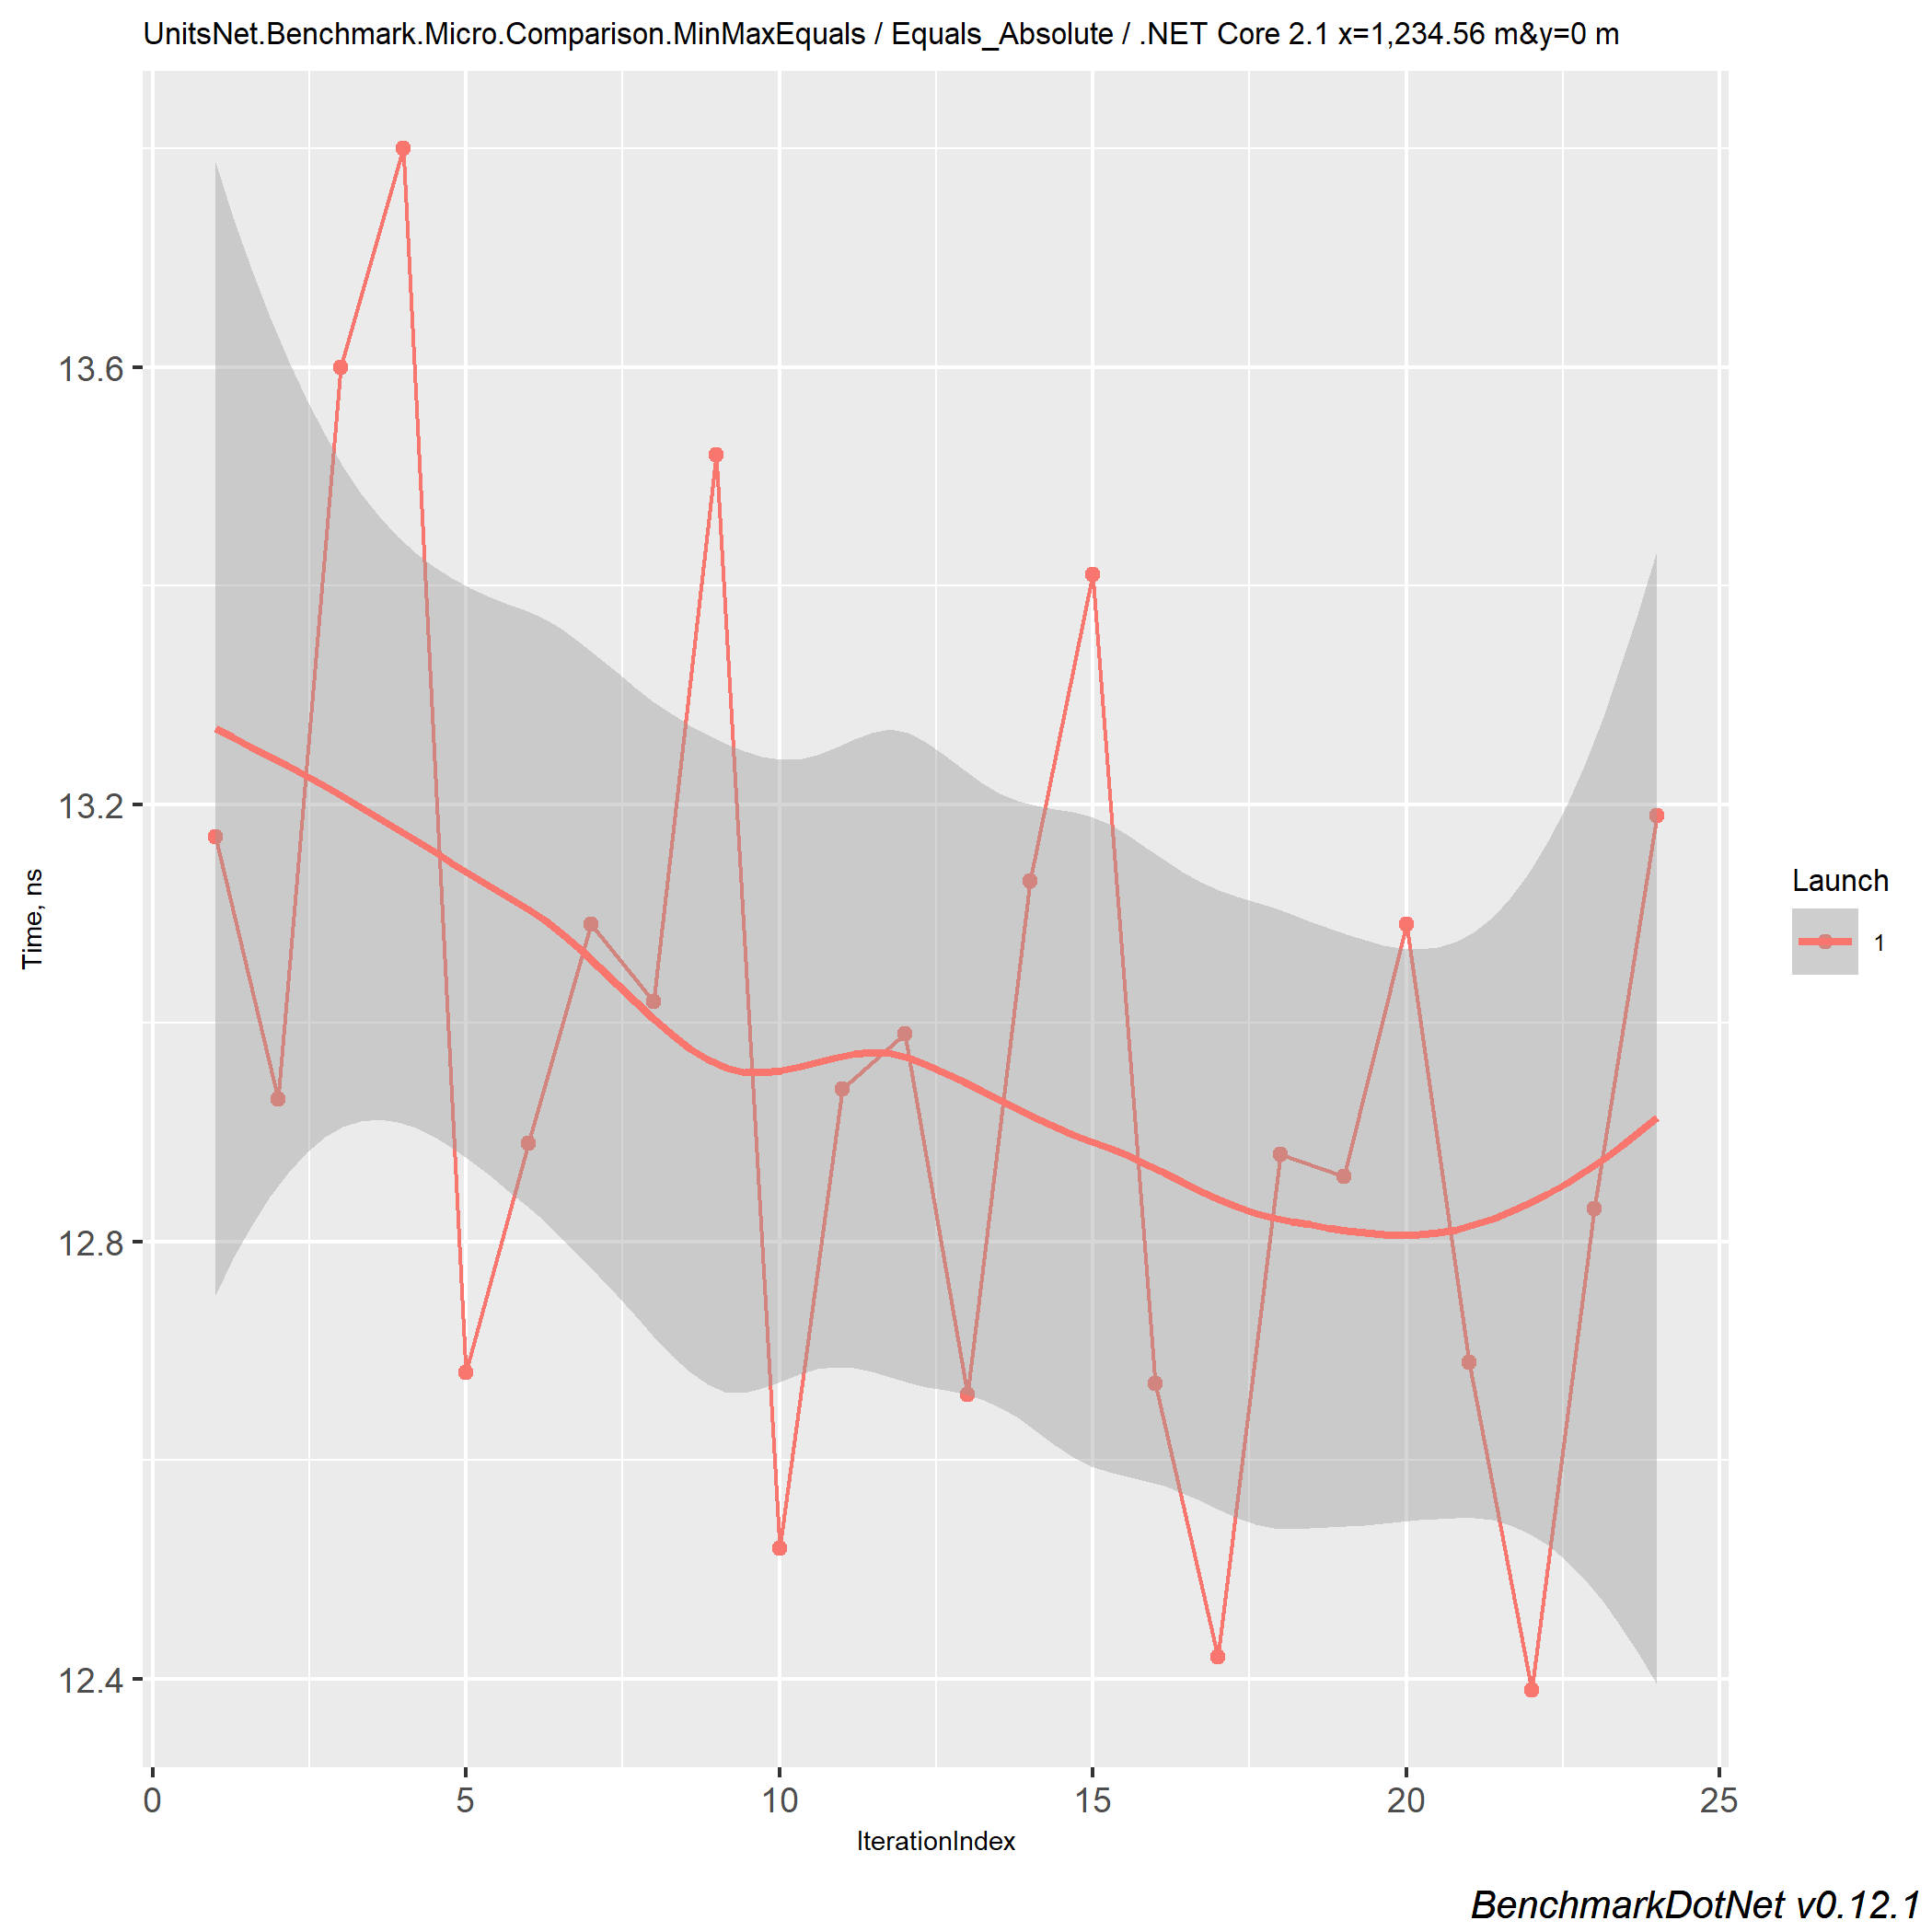 UnitsNet.Benchmark.Micro.Comparison.MinMaxEquals / Equals_Absolute / .NET Core 2.1 x=1,234.56 m&y=0 m
13.6
13.2
12.8
12.4
Time, ns
0 5 10 15 20 25
IterationIndex
Launch
1
BenchmarkDotNet v0.12.1